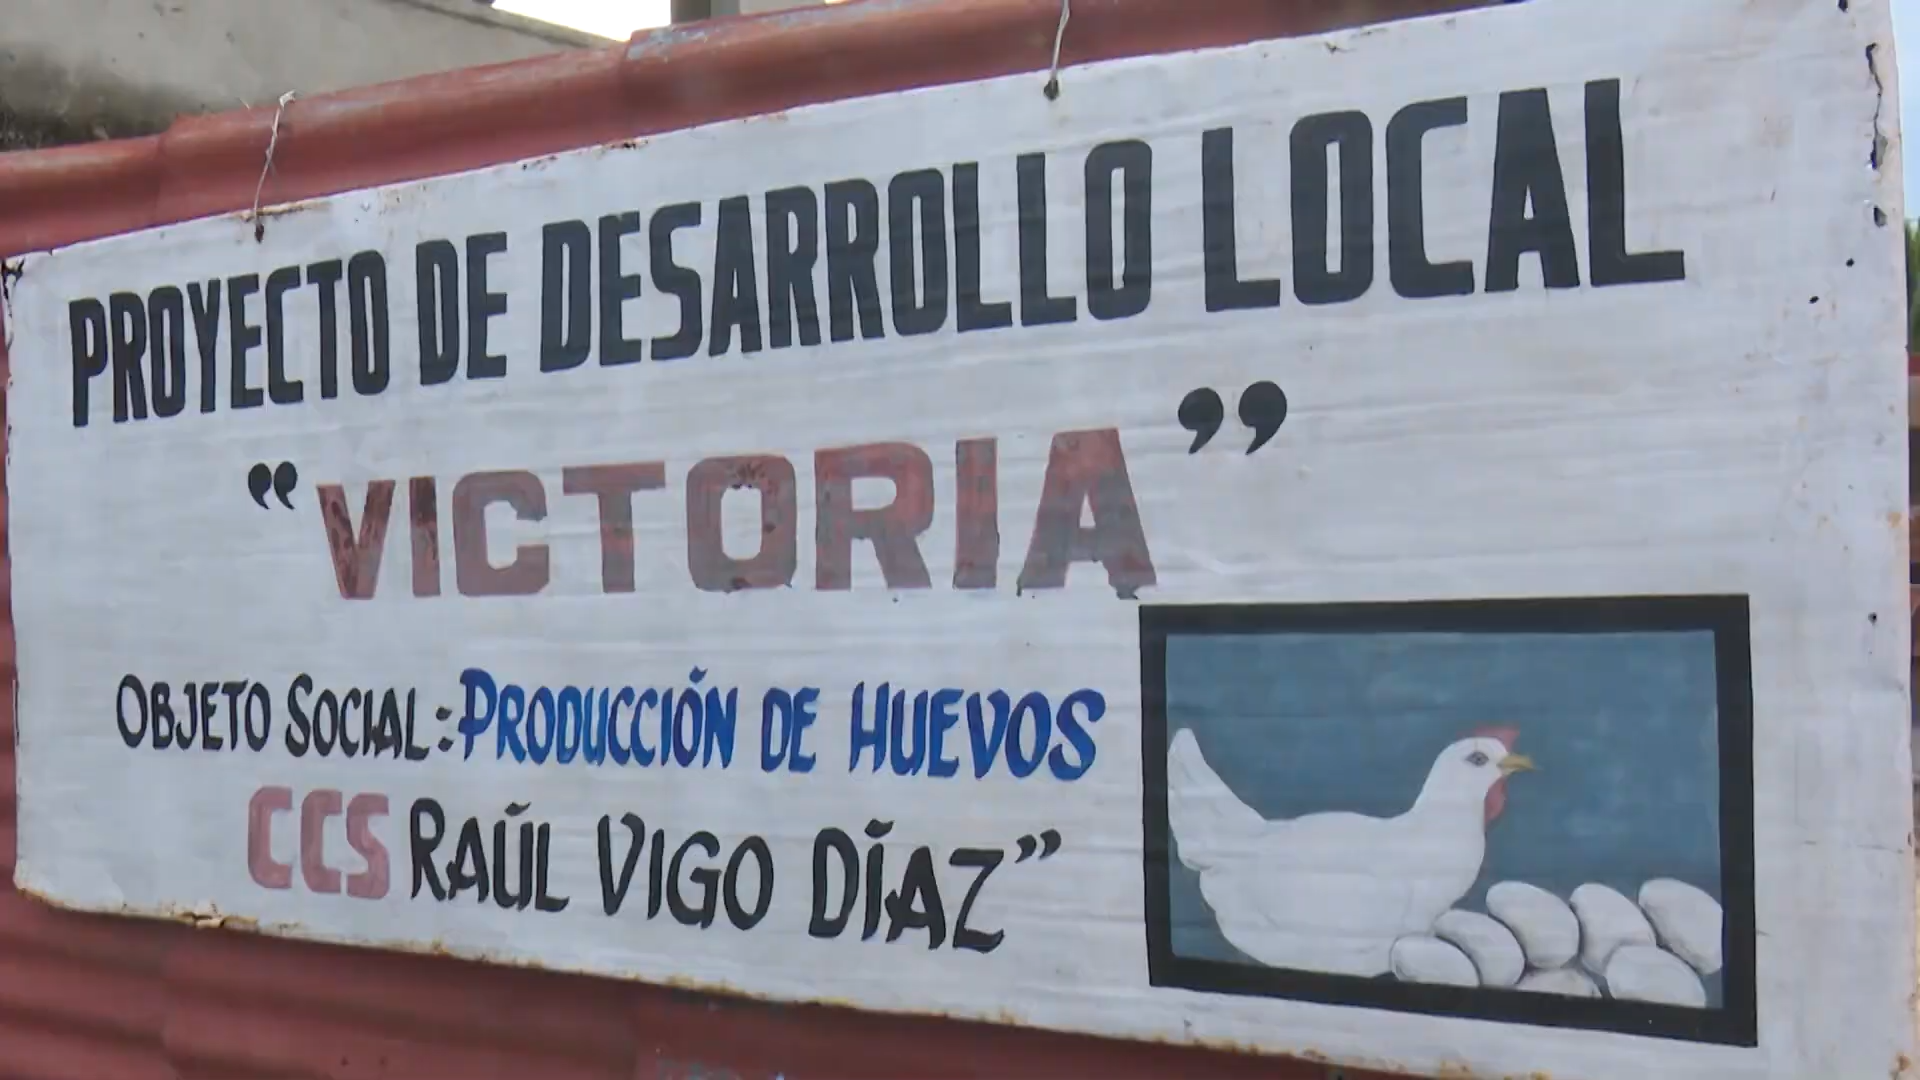 PROYECTO DE DESARROLLO LOCAL
“VICTORIA”
OBJETO SOCIAL: PRODUCCIÓN DE HUEVOS
CCS RAÚL VIGO DÍAZ”